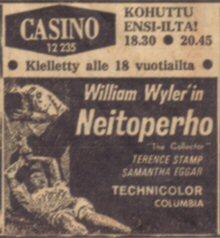 CASINO
12 235
KOHUTTU
ENSI-ILTA!
18.30 ● 20.45
● Kielletty alle 18 vuotiailta ●
William Wyler'in
Neitoperho
"The Collector"
TERENCE STAMP
SAMANTHA EGGAR
TECHNICOLOR
COLUMBIA